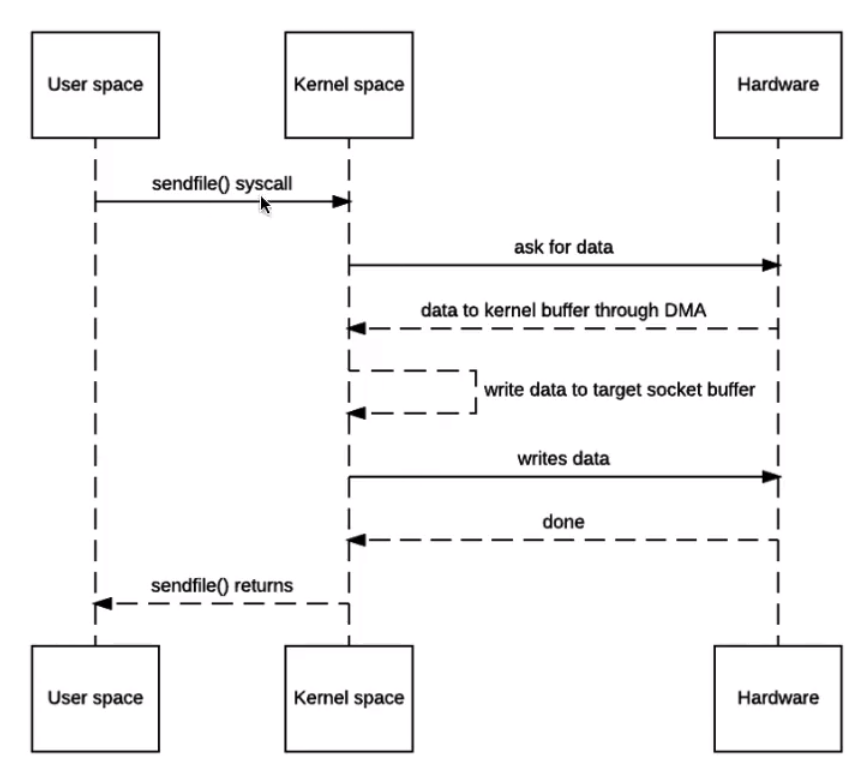 User space
Kernel space
Hardware
sendfile() syscall
ask for data
data to kernel buffer through DMA
write data to target socket buffer
writes data
done
sendfile() returns
User space
Kernel space
Hardware